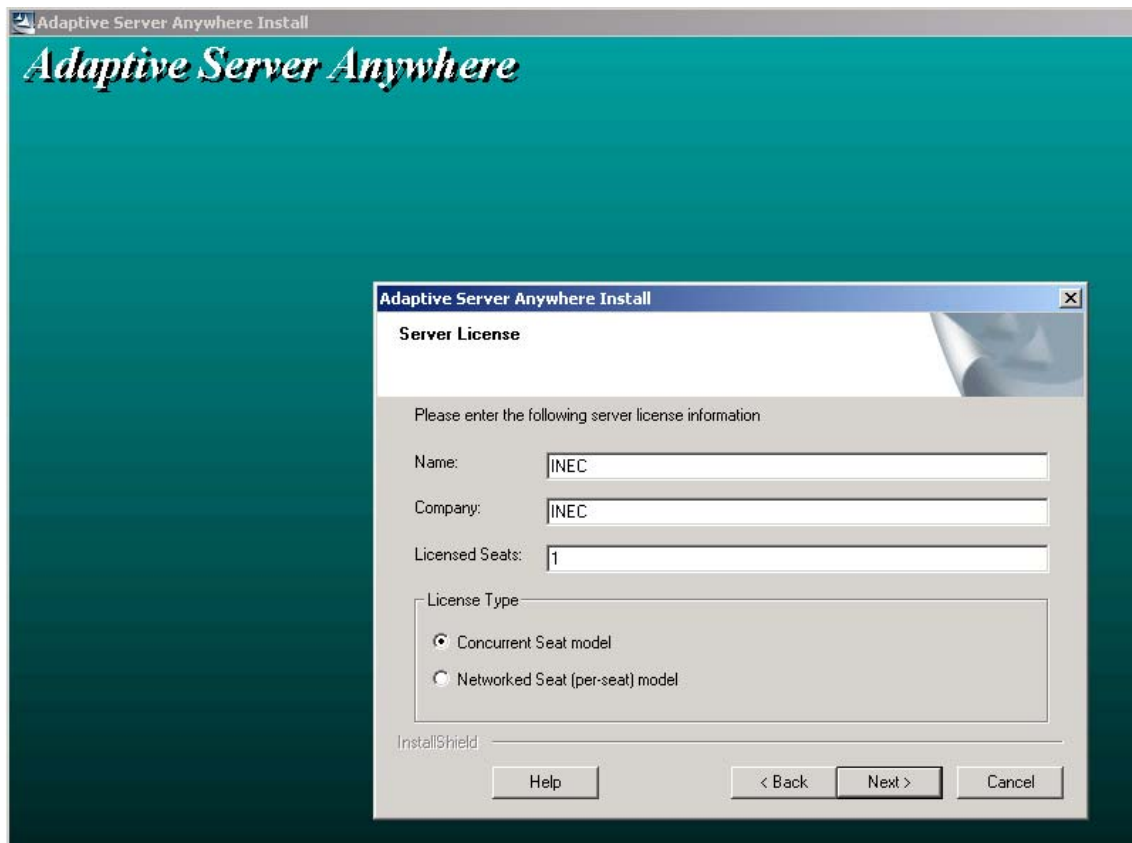 Adaptive Server Anywhere Install
Adaptive Server Anywhere
Adaptive Server Anywhere Install
Server License
Please enter the following server license information
Name: INEC
Company: INEC
Licensed Seats: 1
License Type
Concurrent Seat model
Networked Seat (per-seat) model
InstallShield
Help < Back Next > Cancel